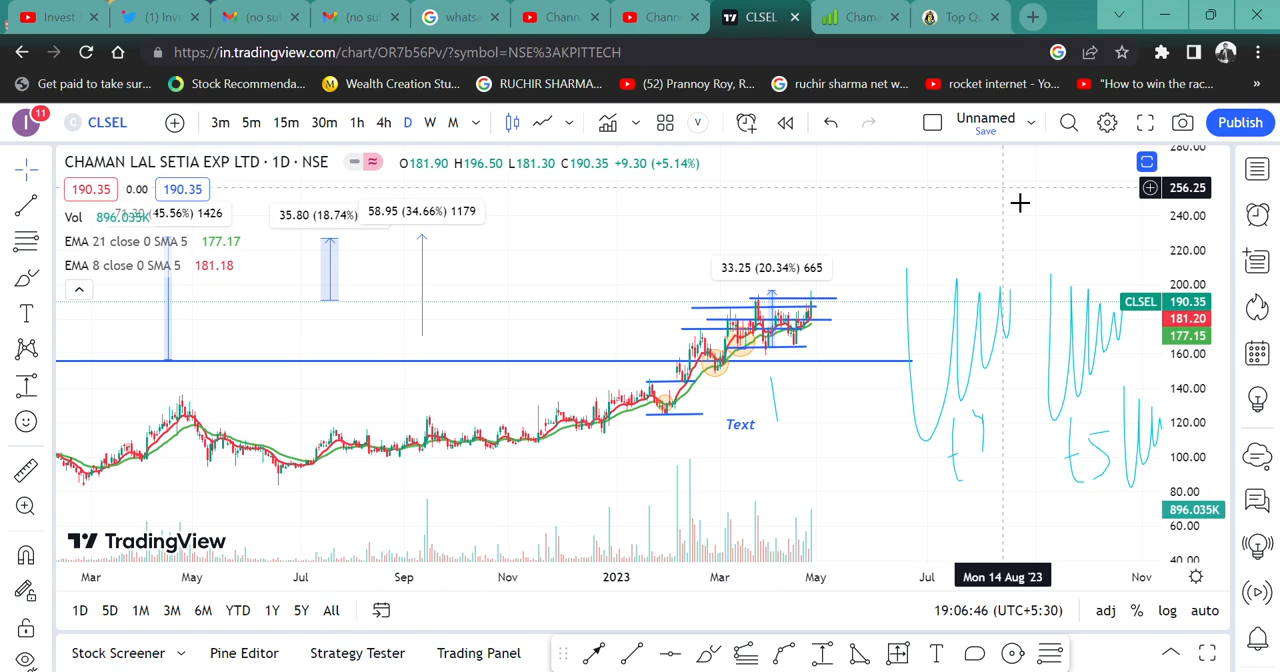 Invest
(1) Inv
(no su
(no sul
whatsa
Chann
Chann
CLSEL
Cham
Top Q
https://in.tradingview.com/chart/OR7b56Pv/?symbol=NSE%3AKPITTECH
Get paid to take sur...
Stock Recommenda...
Wealth Creation Stu...
RUCHIR SHARMA...
(52) Prannoy Roy, R...
ruchir sharma net w...
rocket internet - Yo...
"How to win the rac...
»
I 11 C CLSEL 3m 5m 15m 30m 1h 4h D W M V Unnamed Save Publish
CHAMAN LAL SETIA EXP LTD · 1D · NSE O181.90 H196.50 L181.30 C190.35 +9.30 (+5.14%)
190.35 0.00 190.35
Vol 896.035K
(45.56%) 1426
35.80 (18.74%)
58.95 (34.66%) 1179
EMA 21 close 0 SMA 5 177.17
EMA 8 close 0 SMA 5 181.18
33.25 (20.34%) 665
Text
280.00
256.25
240.00
220.00
200.00
CLSEL 190.35
181.20
177.15
160.00
140.00
120.00
100.00
80.00
896.035K
60.00
40.00
TradingView
Mar May Jul Sep Nov 2023 Mar May Jul Mon 14 Aug '23 Nov
1D 5D 1M 3M 6M YTD 1Y 5Y All 19:06:46 (UTC+5:30) adj % log auto
Stock Screener Pine Editor Strategy Tester Trading Panel